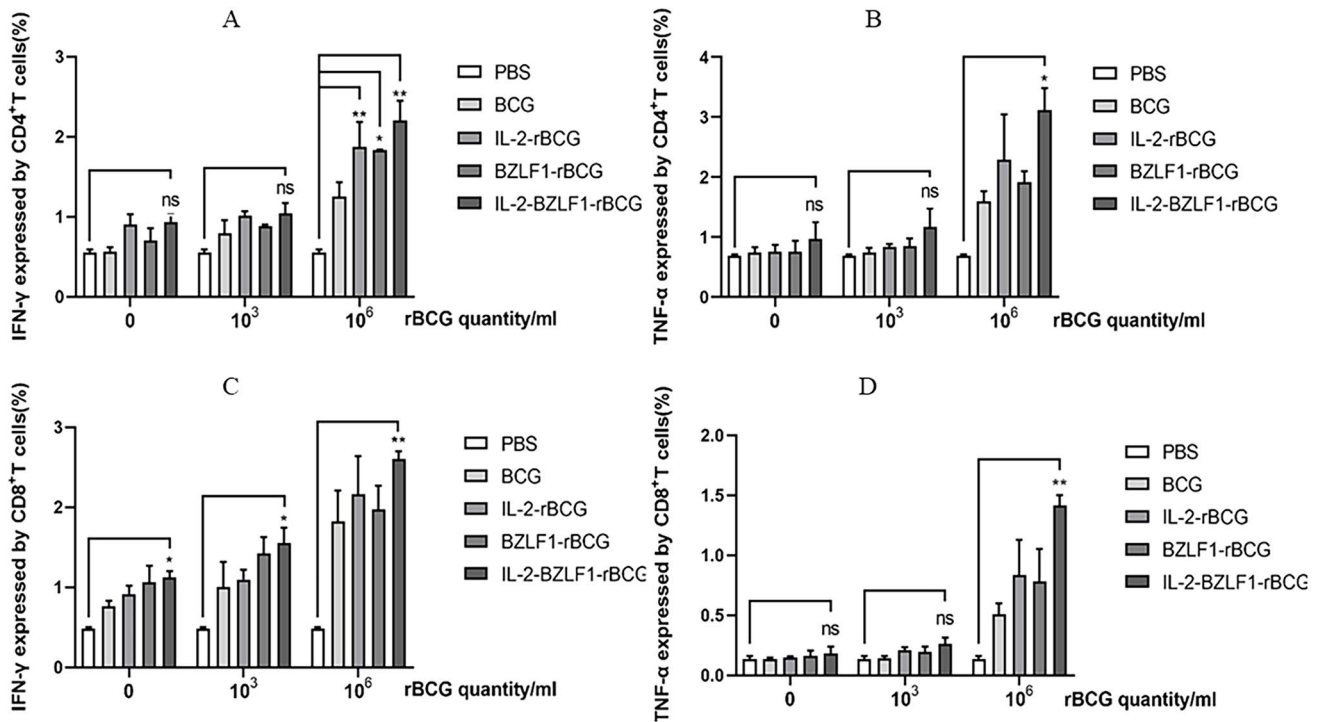 A
IFN-γ expressed by CD4⁺T cells(%)
3
2
1
0
ns
ns
**
*
**
0
10³
10⁶
rBCG quantity/ml
PBS
BCG
IL-2-rBCG
BZLF1-rBCG
IL-2-BZLF1-rBCG
B
TNF-α expressed by CD4⁺T cells(%)
4
3
2
1
0
ns
ns
*
0
10³
10⁶
rBCG quantity/ml
PBS
BCG
IL-2-rBCG
BZLF1-rBCG
IL-2-BZLF1-rBCG
C
IFN-γ expressed by CD8⁺T cells(%)
3
2
1
0
*
*
**
0
10³
10⁶
rBCG quantity/ml
PBS
BCG
IL-2-rBCG
BZLF1-rBCG
IL-2-BZLF1-rBCG
D
TNF-α expressed by CD8⁺T cells(%)
2.0
1.5
1.0
0.5
0.0
ns
ns
**
0
10³
10⁶
rBCG quantity/ml
PBS
BCG
IL-2-rBCG
BZLF1-rBCG
IL-2-BZLF1-rBCG